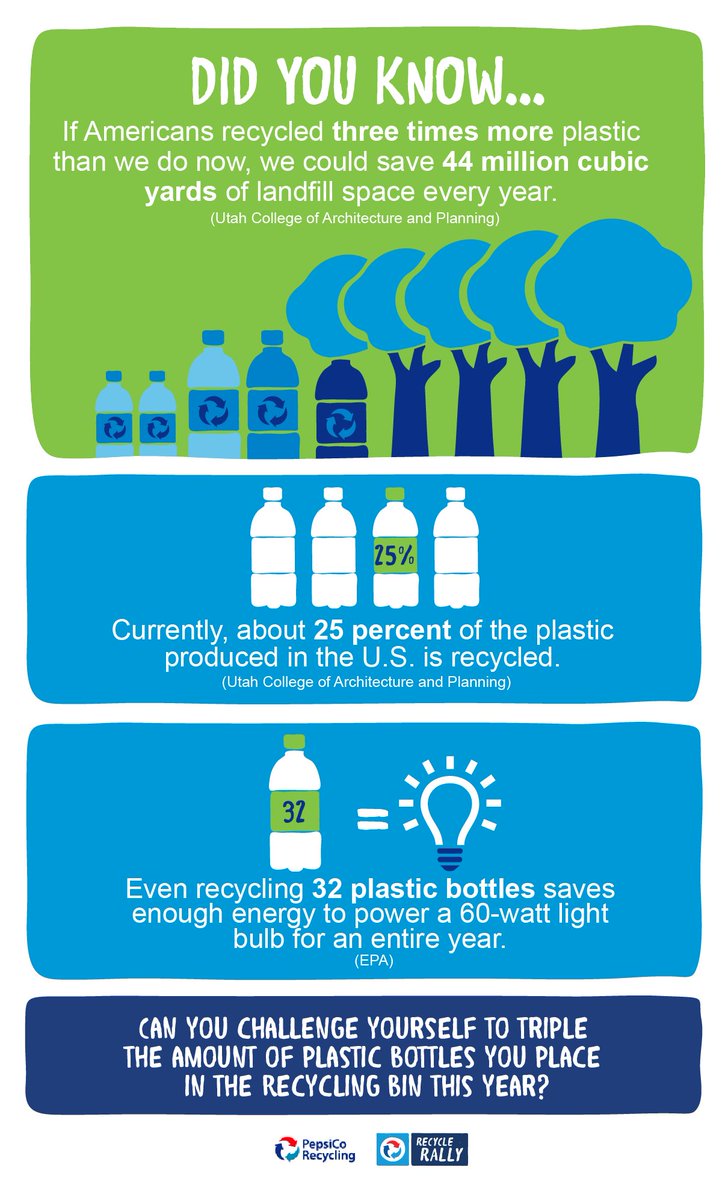 DID YOU KNOW...
If Americans recycled three times more plastic
than we do now, we could save 44 million cubic
yards of landfill space every year.
(Utah College of Architecture and Planning)
25%
Currently, about 25 percent of the plastic
produced in the U.S. is recycled.
(Utah College of Architecture and Planning)
32
=
Even recycling 32 plastic bottles saves
enough energy to power a 60-watt light
bulb for an entire year.
(EPA)
CAN YOU CHALLENGE YOURSELF TO TRIPLE
THE AMOUNT OF PLASTIC BOTTLES YOU PLACE
IN THE RECYCLING BIN THIS YEAR?
PepsiCo
Recycling
RECYCLE
RALLY